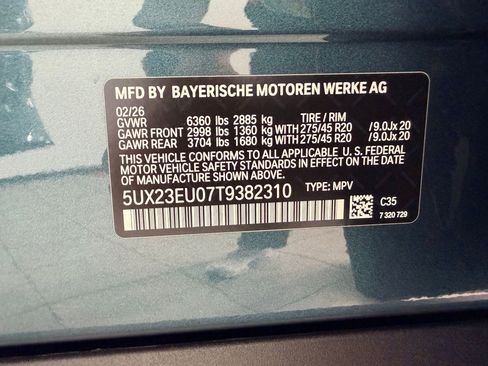 MFD BY BAYERISCHE MOTOREN WERKE AG
02/26
GVWR 6360 lbs 2885 kg TIRE / RIM
GAWR FRONT 2998 lbs 1360 kg WITH 275/45 R20 / 9.0Jx 20
GAWR REAR 3704 lbs 1680 kg WITH 275/45 R20 / 9.0Jx 20
THIS VEHICLE CONFORMS TO ALL APPLICABLE U. S. FEDERAL
MOTOR VEHICLE SAFETY STANDARDS IN EFFECT ON THE DATE
OF MANUFACTURE SHOWN ABOVE.
5UX23EU07T9382310 TYPE: MPV
C35
7 320 729